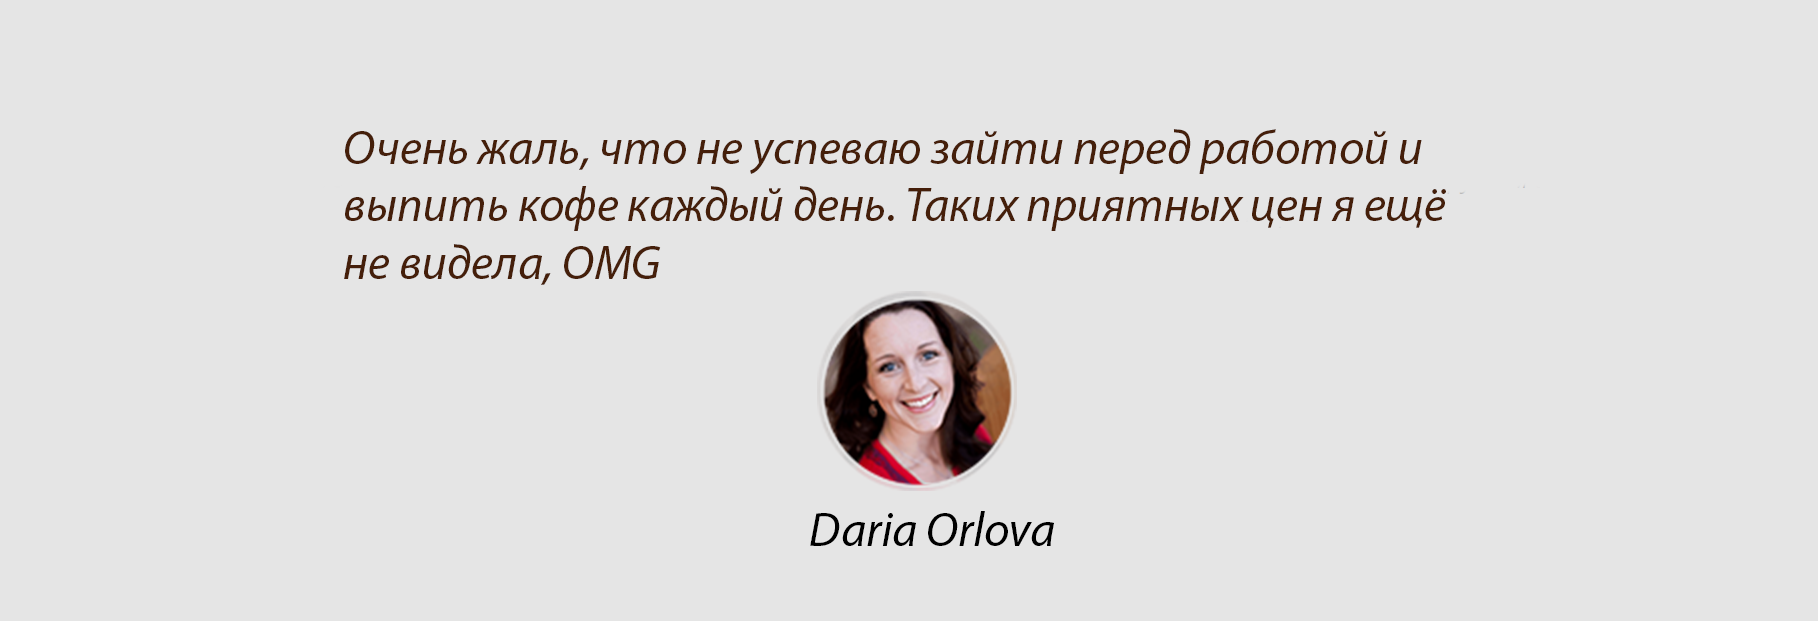 Очень жаль, что не успеваю зайти перед работой и
выпить кофе каждый день. Таких приятных цен я ещё
не видела, OMG
Daria Orlova